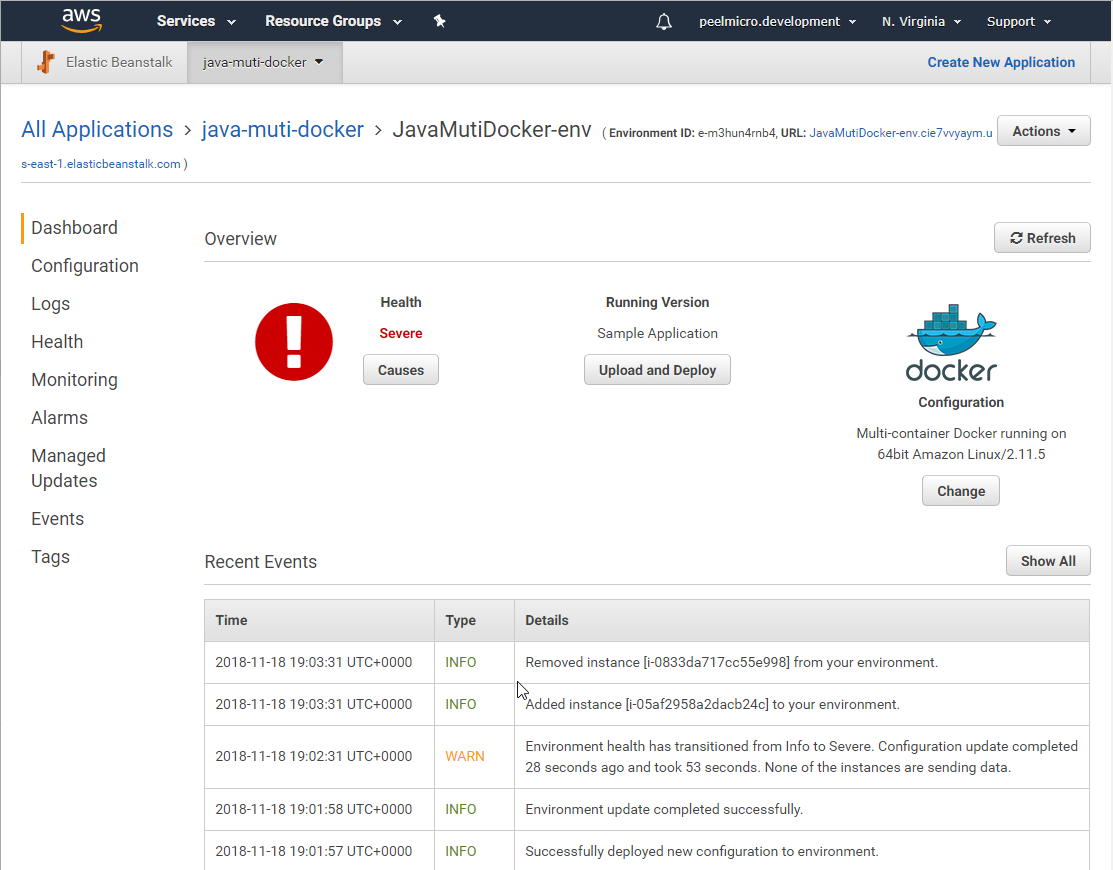 aws Services Resource Groups peelmicro.development N. Virginia Support
Elastic Beanstalk java-muti-docker Create New Application
All Applications › java-muti-docker › JavaMutiDocker-env ( Environment ID: e-m3hun4rnb4, URL: JavaMutiDocker-env.cie7vvyaym.u
s-east-1.elasticbeanstalk.com )
Actions
Dashboard
Configuration
Logs
Health
Monitoring
Alarms
Managed
Updates
Events
Tags
Overview
Refresh
Health
Severe
Causes
Running Version
Sample Application
Upload and Deploy
docker
Configuration
Multi-container Docker running on
64bit Amazon Linux/2.11.5
Change
Recent Events
Show All
Time Type Details
2018-11-18 19:03:31 UTC+0000 INFO Removed instance [i-0833da717cc55e998] from your environment.
2018-11-18 19:03:31 UTC+0000 INFO Added instance [i-05af2958a2dacb24c] to your environment.
2018-11-18 19:02:31 UTC+0000 WARN Environment health has transitioned from Info to Severe. Configuration update completed
28 seconds ago and took 53 seconds. None of the instances are sending data.
2018-11-18 19:01:58 UTC+0000 INFO Environment update completed successfully.
2018-11-18 19:01:57 UTC+0000 INFO Successfully deployed new configuration to environment.